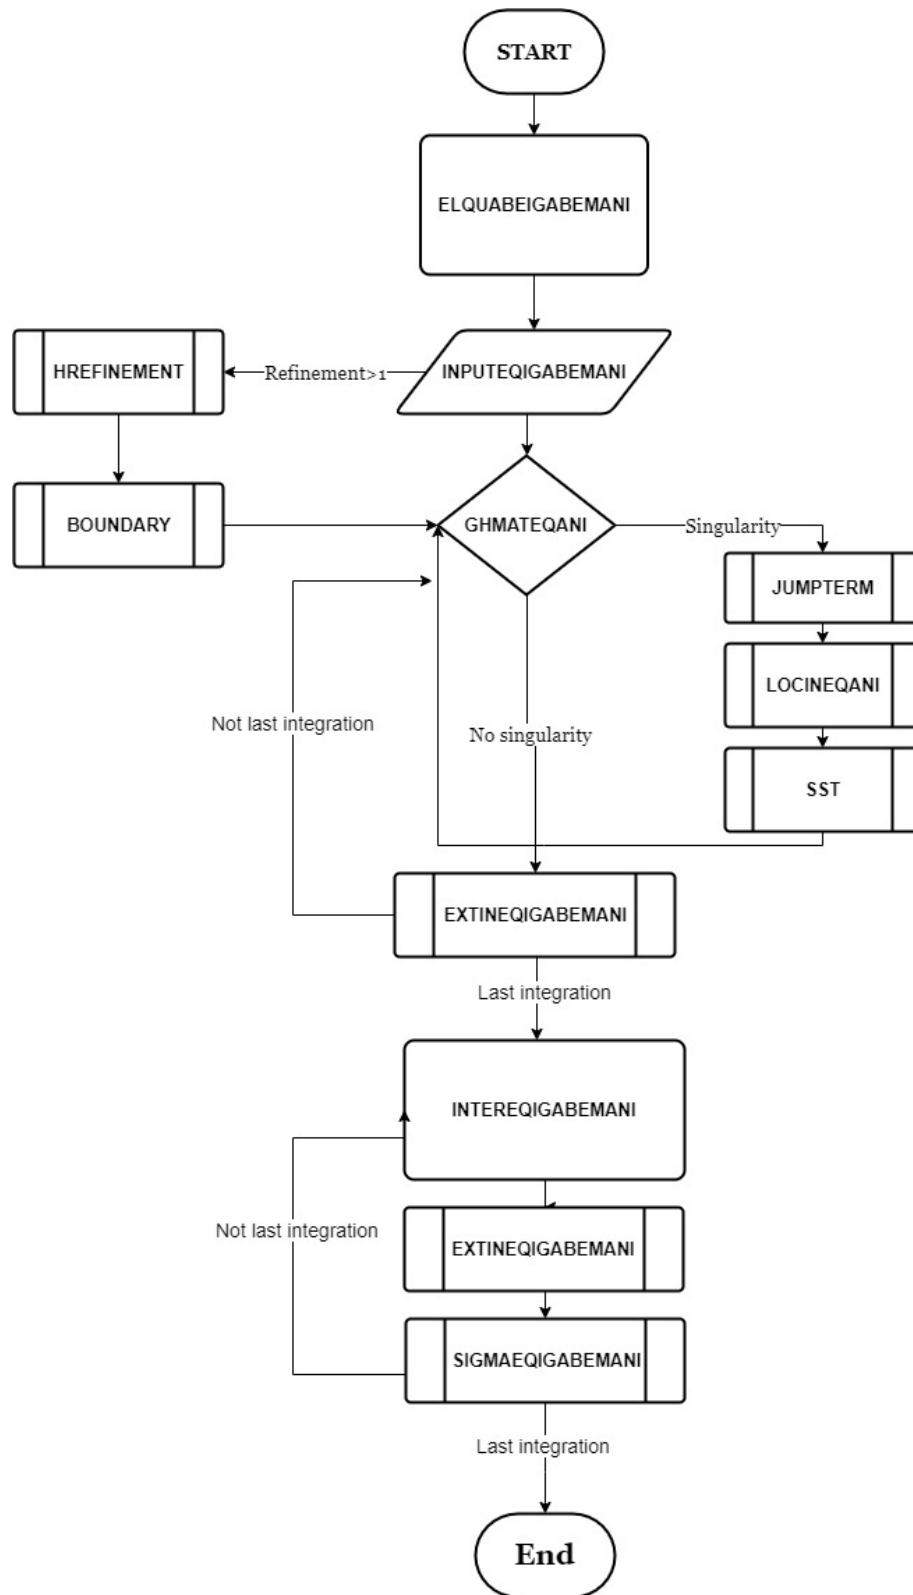 START
ELQUABEIGABEMANI
HREFINEMENT
Refinement>1
INPUTEQIGABEMANI
BOUNDARY
GHMATEQANI
Singularity
JUMPTERM
LOCINEQANI
Not last integration
No singularity
SST
EXTINEQIGABEMANI
Last integration
INTEREQIGABEMANI
Not last integration
EXTINEQIGABEMANI
SIGMAEQIGABEMANI
Last integration
End